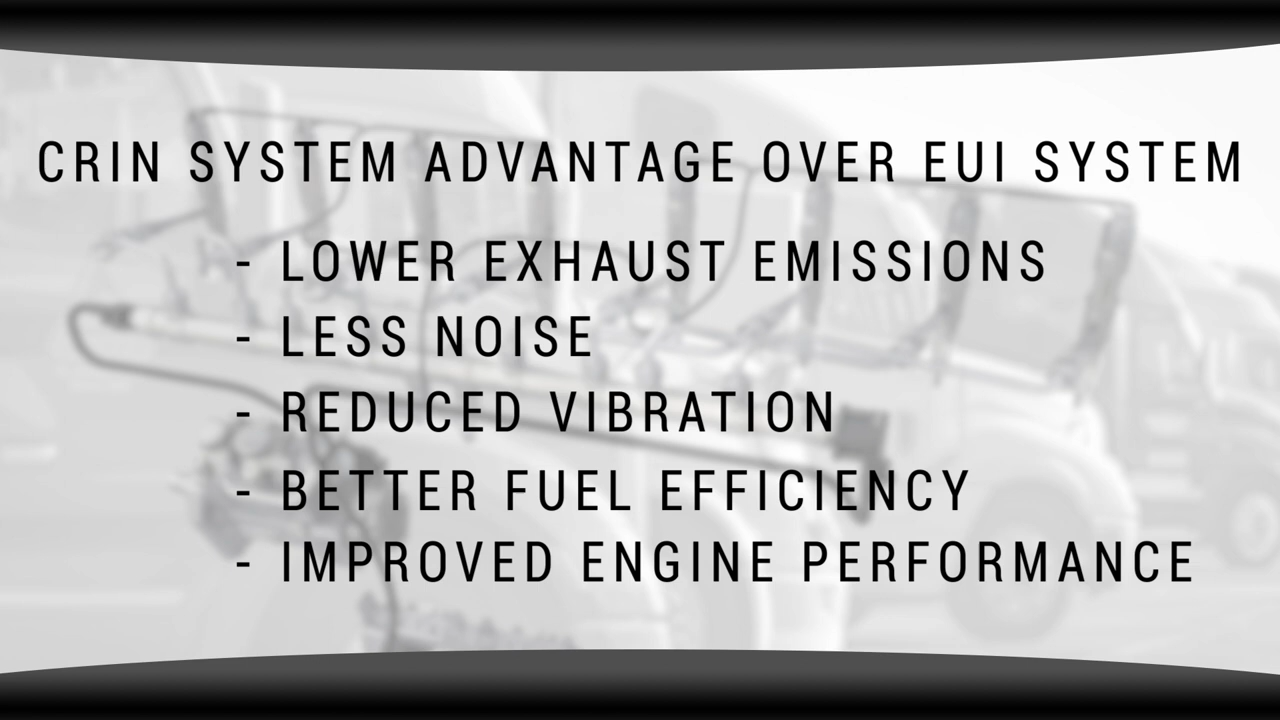 CRIN SYSTEM ADVANTAGE OVER EUI SYSTEM
- LOWER EXHAUST EMISSIONS
- LESS NOISE
- REDUCED VIBRATION
- BETTER FUEL EFFICIENCY
- IMPROVED ENGINE PERFORMANCE